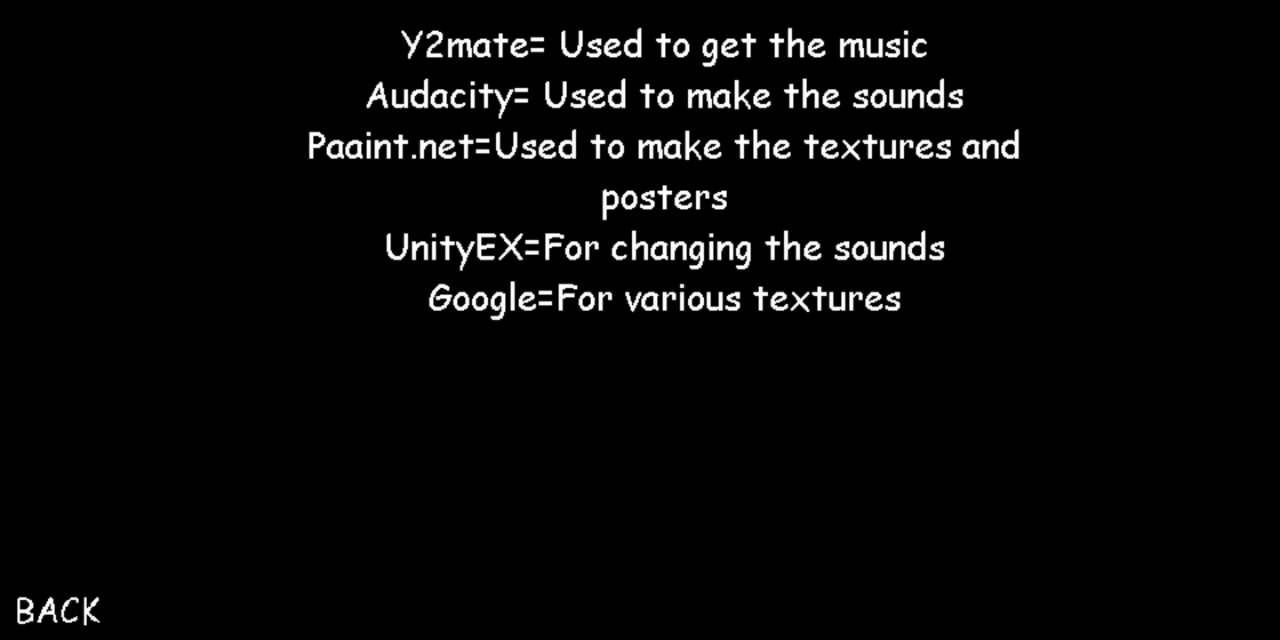 Y2mate= Used to get the music
Audacity= Used to make the sounds
Paaint.net=Used to make the textures and
posters
UnityEX=For changing the sounds
Google=For various textures
BACK